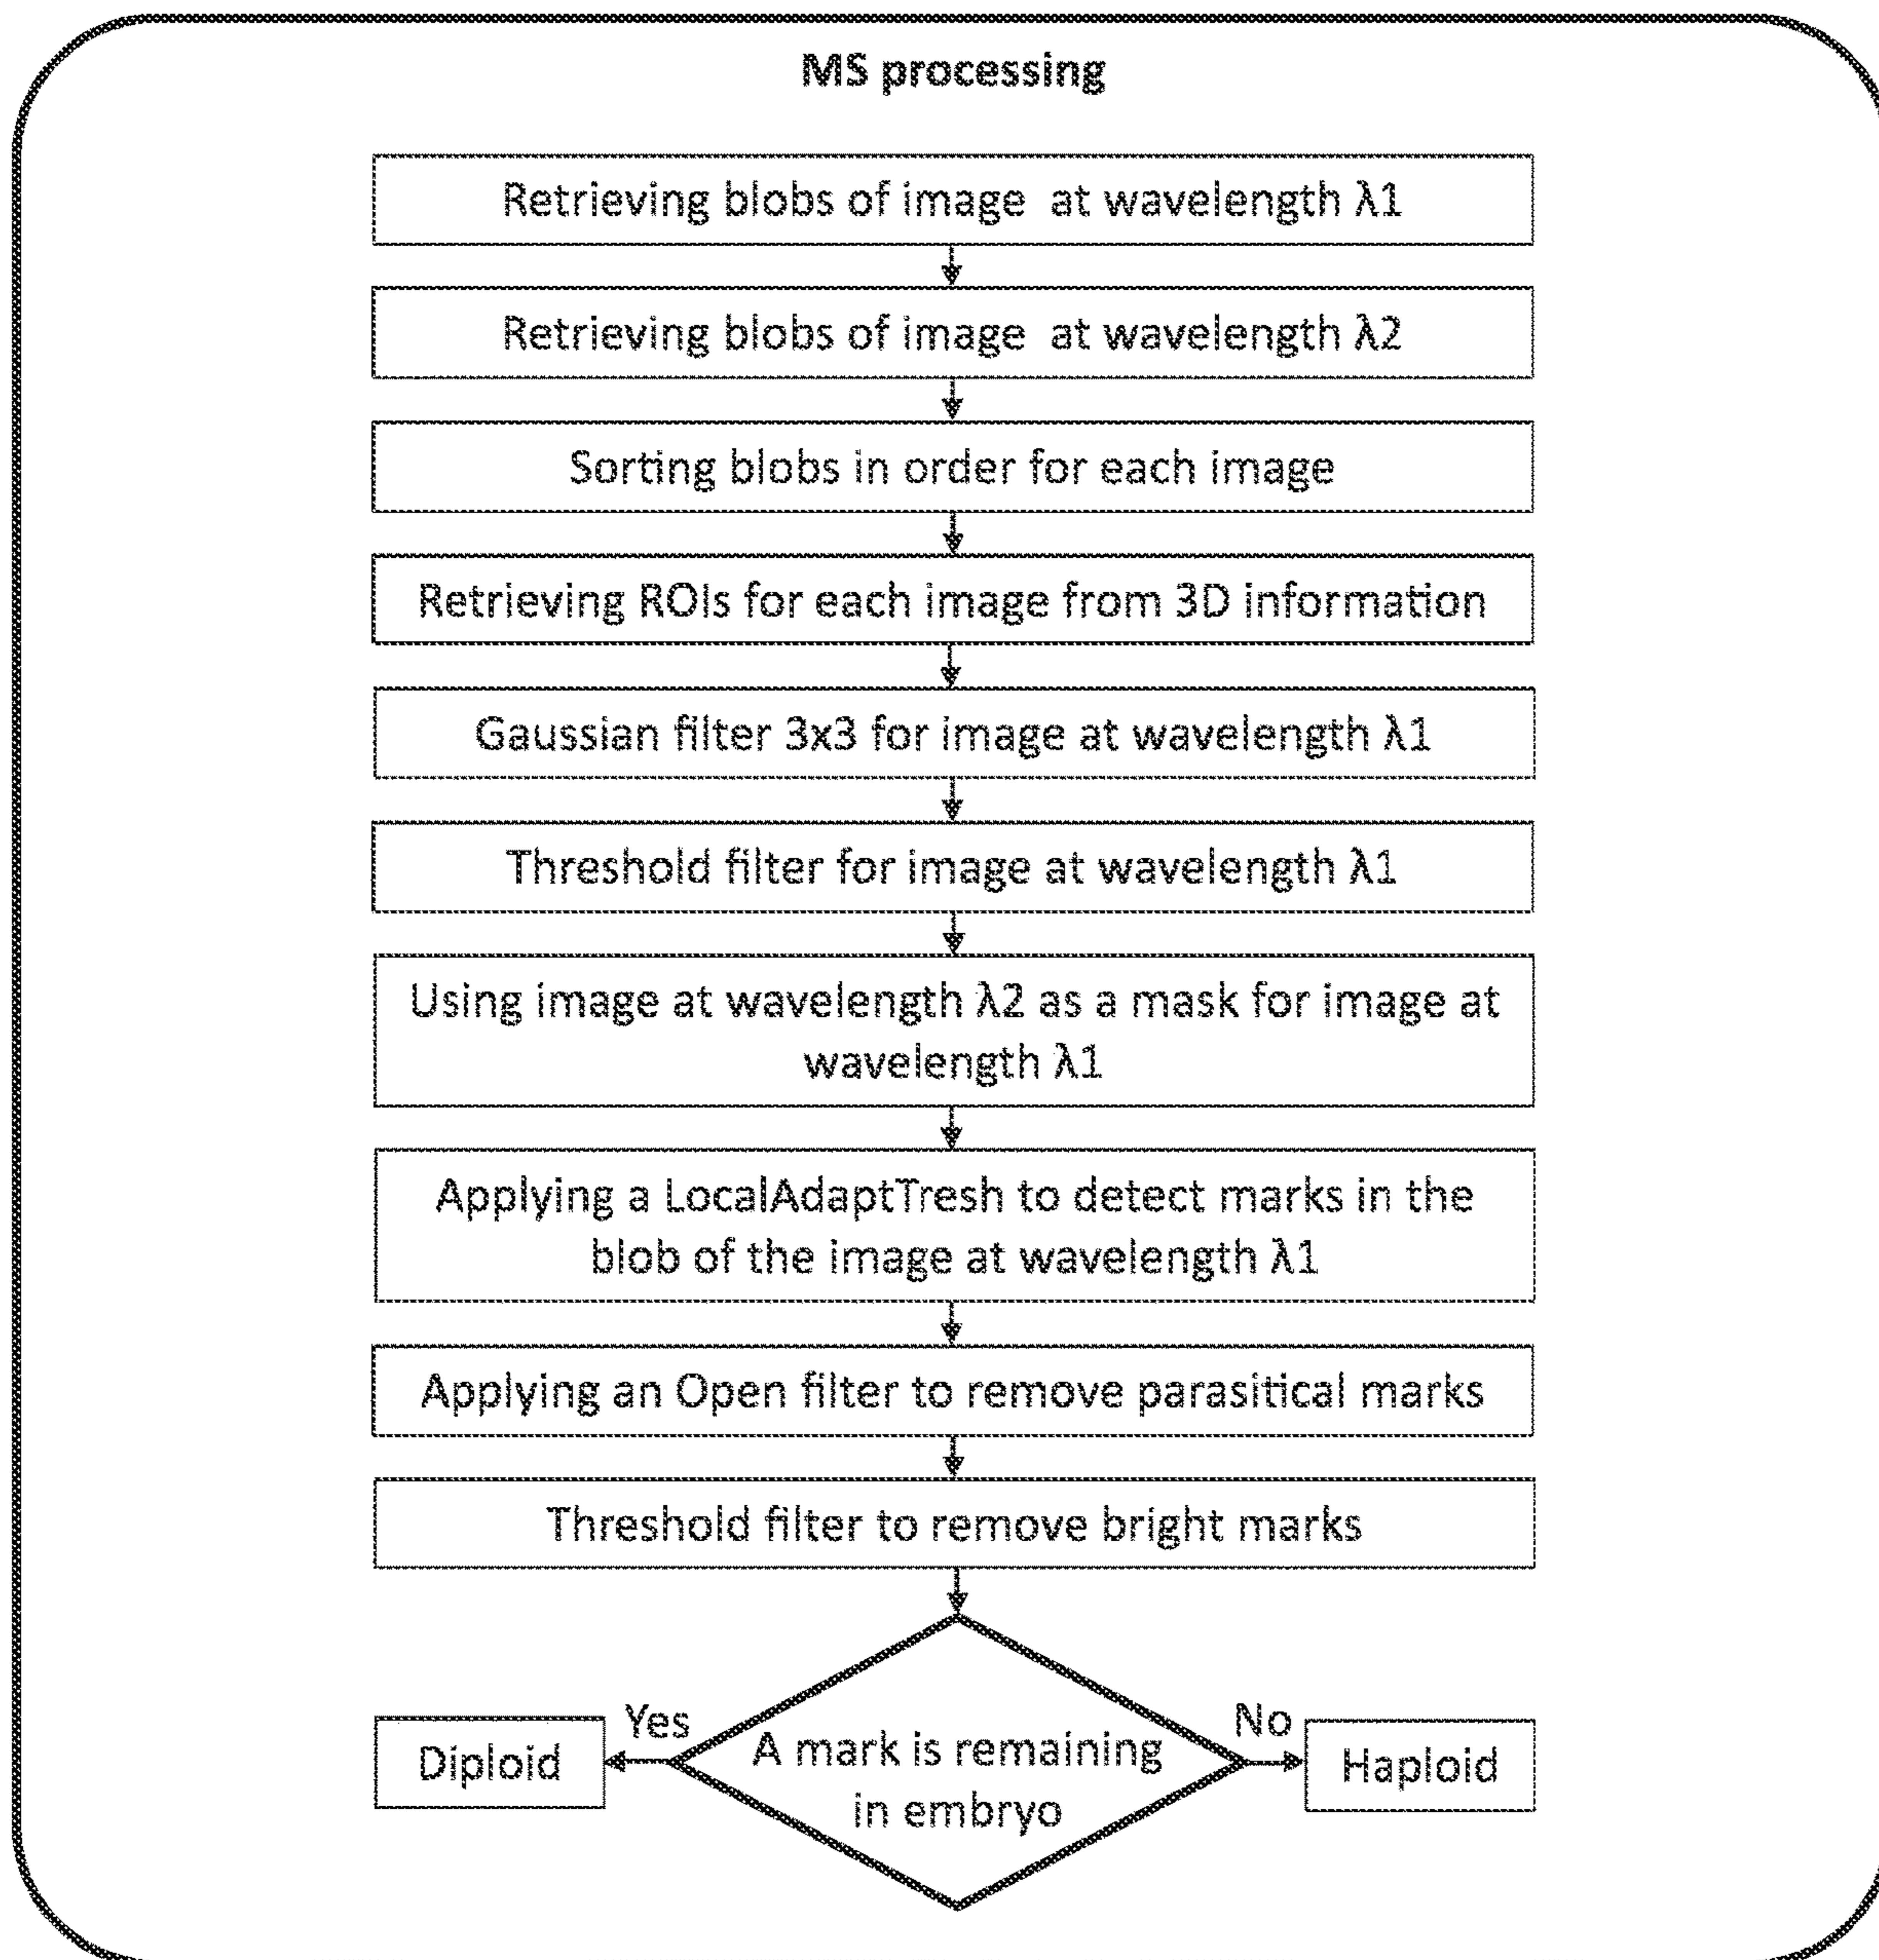 MS processing
Retrieving blobs of image at wavelength λ1
Retrieving blobs of image at wavelength λ2
Sorting blobs in order for each image
Retrieving ROIs for each image from 3D information
Gaussian filter 3x3 for image at wavelength λ1
Threshold filter for image at wavelength λ1
Using image at wavelength λ2 as a mask for image at
wavelength λ1
Applying a LocalAdaptTresh to detect marks in the
blob of the image at wavelength λ1
Applying an Open filter to remove parasitical marks
Threshold filter to remove bright marks
Yes
No
Diploid
A mark is remaining
in embryo
Haploid